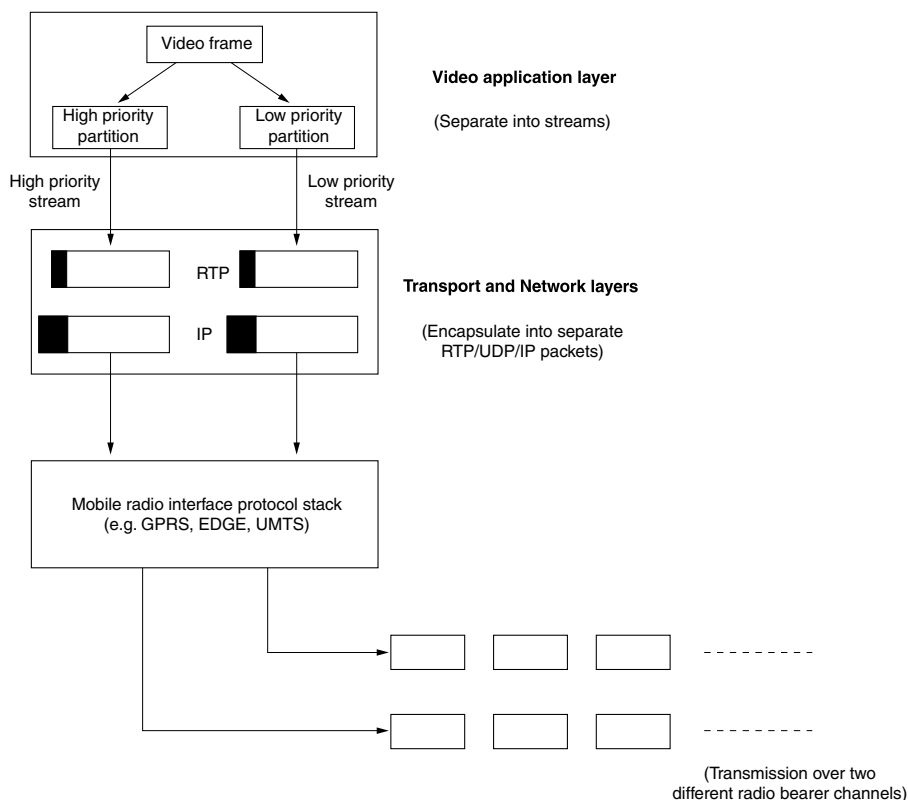 Video frame
High priority
partition
Low priority
partition
Video application layer
(Separate into streams)
High priority
stream
Low priority
stream
RTP
IP
Transport and Network layers
(Encapsulate into separate
RTP/UDP/IP packets)
Mobile radio interface protocol stack
(e.g. GPRS, EDGE, UMTS)
(Transmission over two
different radio bearer channels)